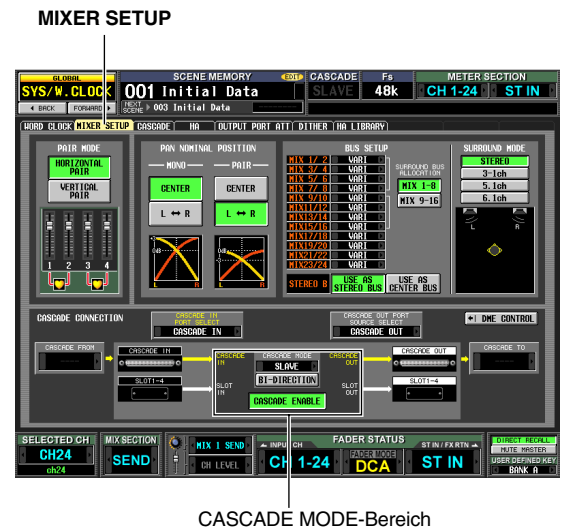 MIXER SETUP
GLOBAL
SYS/W.CLOCK
BACK
FORWARD
SCENE MEMORY
EDIT
001 Initial Data
NEXT SCENE
003 Initial Data
CASCADE
SLAVE
Fs
48k
METER SECTION
CH 1-24
ST IN
WORD CLOCK
MIXER SETUP
CASCADE
HA
OUTPUT PORT ATT
DITHER
HA LIBRARY
PAIR MODE
HORIZONTAL PAIR
VERTICAL PAIR
1 2 3 4
PAN NOMINAL POSITION
MONO
PAIR
CENTER
CENTER
L ↔ R
L ↔ R
0dB
L R
L R
BUS SETUP
MIX 1/ 2 VARI
MIX 3/ 4 VARI
MIX 5/ 6 VARI
MIX 7/ 8 VARI
MIX 9/10 VARI
MIX11/12 VARI
MIX13/14 VARI
MIX15/16 VARI
MIX17/18 VARI
MIX19/20 VARI
MIX21/22 VARI
MIX23/24 VARI
SURROUND BUS ALLOCATION
MIX 1-8
MIX 9-16
STEREO B
USE AS STEREO BUS
USE AS CENTER BUS
SURROUND MODE
STEREO
3-1ch
5.1ch
6.1ch
L R
CASCADE CONNECTION
CASCADE IN PORT SELECT
CASCADE IN
CASCADE OUT PORT SOURCE SELECT
CASCADE OUT
DME CONTROL
CASCADE FROM
CASCADE IN
SLOT1-4
CASCADE IN
SLOT IN
CASCADE MODE
SLAVE
BI-DIRECTION
CASCADE ENABLE
CASCADE OUT
SLOT OUT
CASCADE OUT
SLOT1-4
CASCADE TO
SELECTED CH
CH24
ch24
MIX SECTION
SEND
MIX 1 SEND
CH LEVEL
INPUT CH
CH 1-24
FADER STATUS
FADER MODE
DCA
ST IN / FX RTN
ST IN
DIRECT RECALL
MUTE MASTER
USER DEFINED KEY
BANK A
CASCADE MODE-Bereich